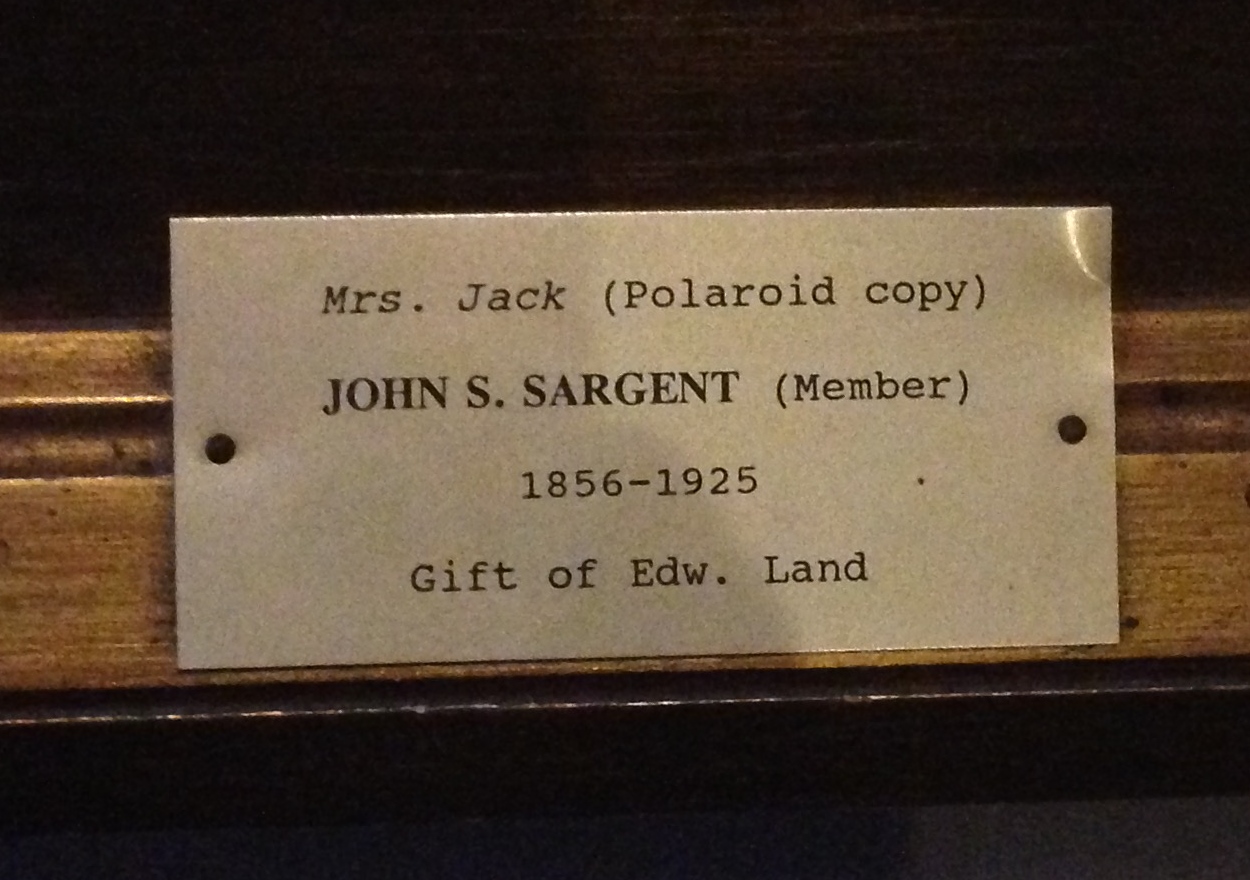 Mrs. Jack (Polaroid copy)
JOHN S. SARGENT (Member)
1856-1925
Gift of Edw. Land